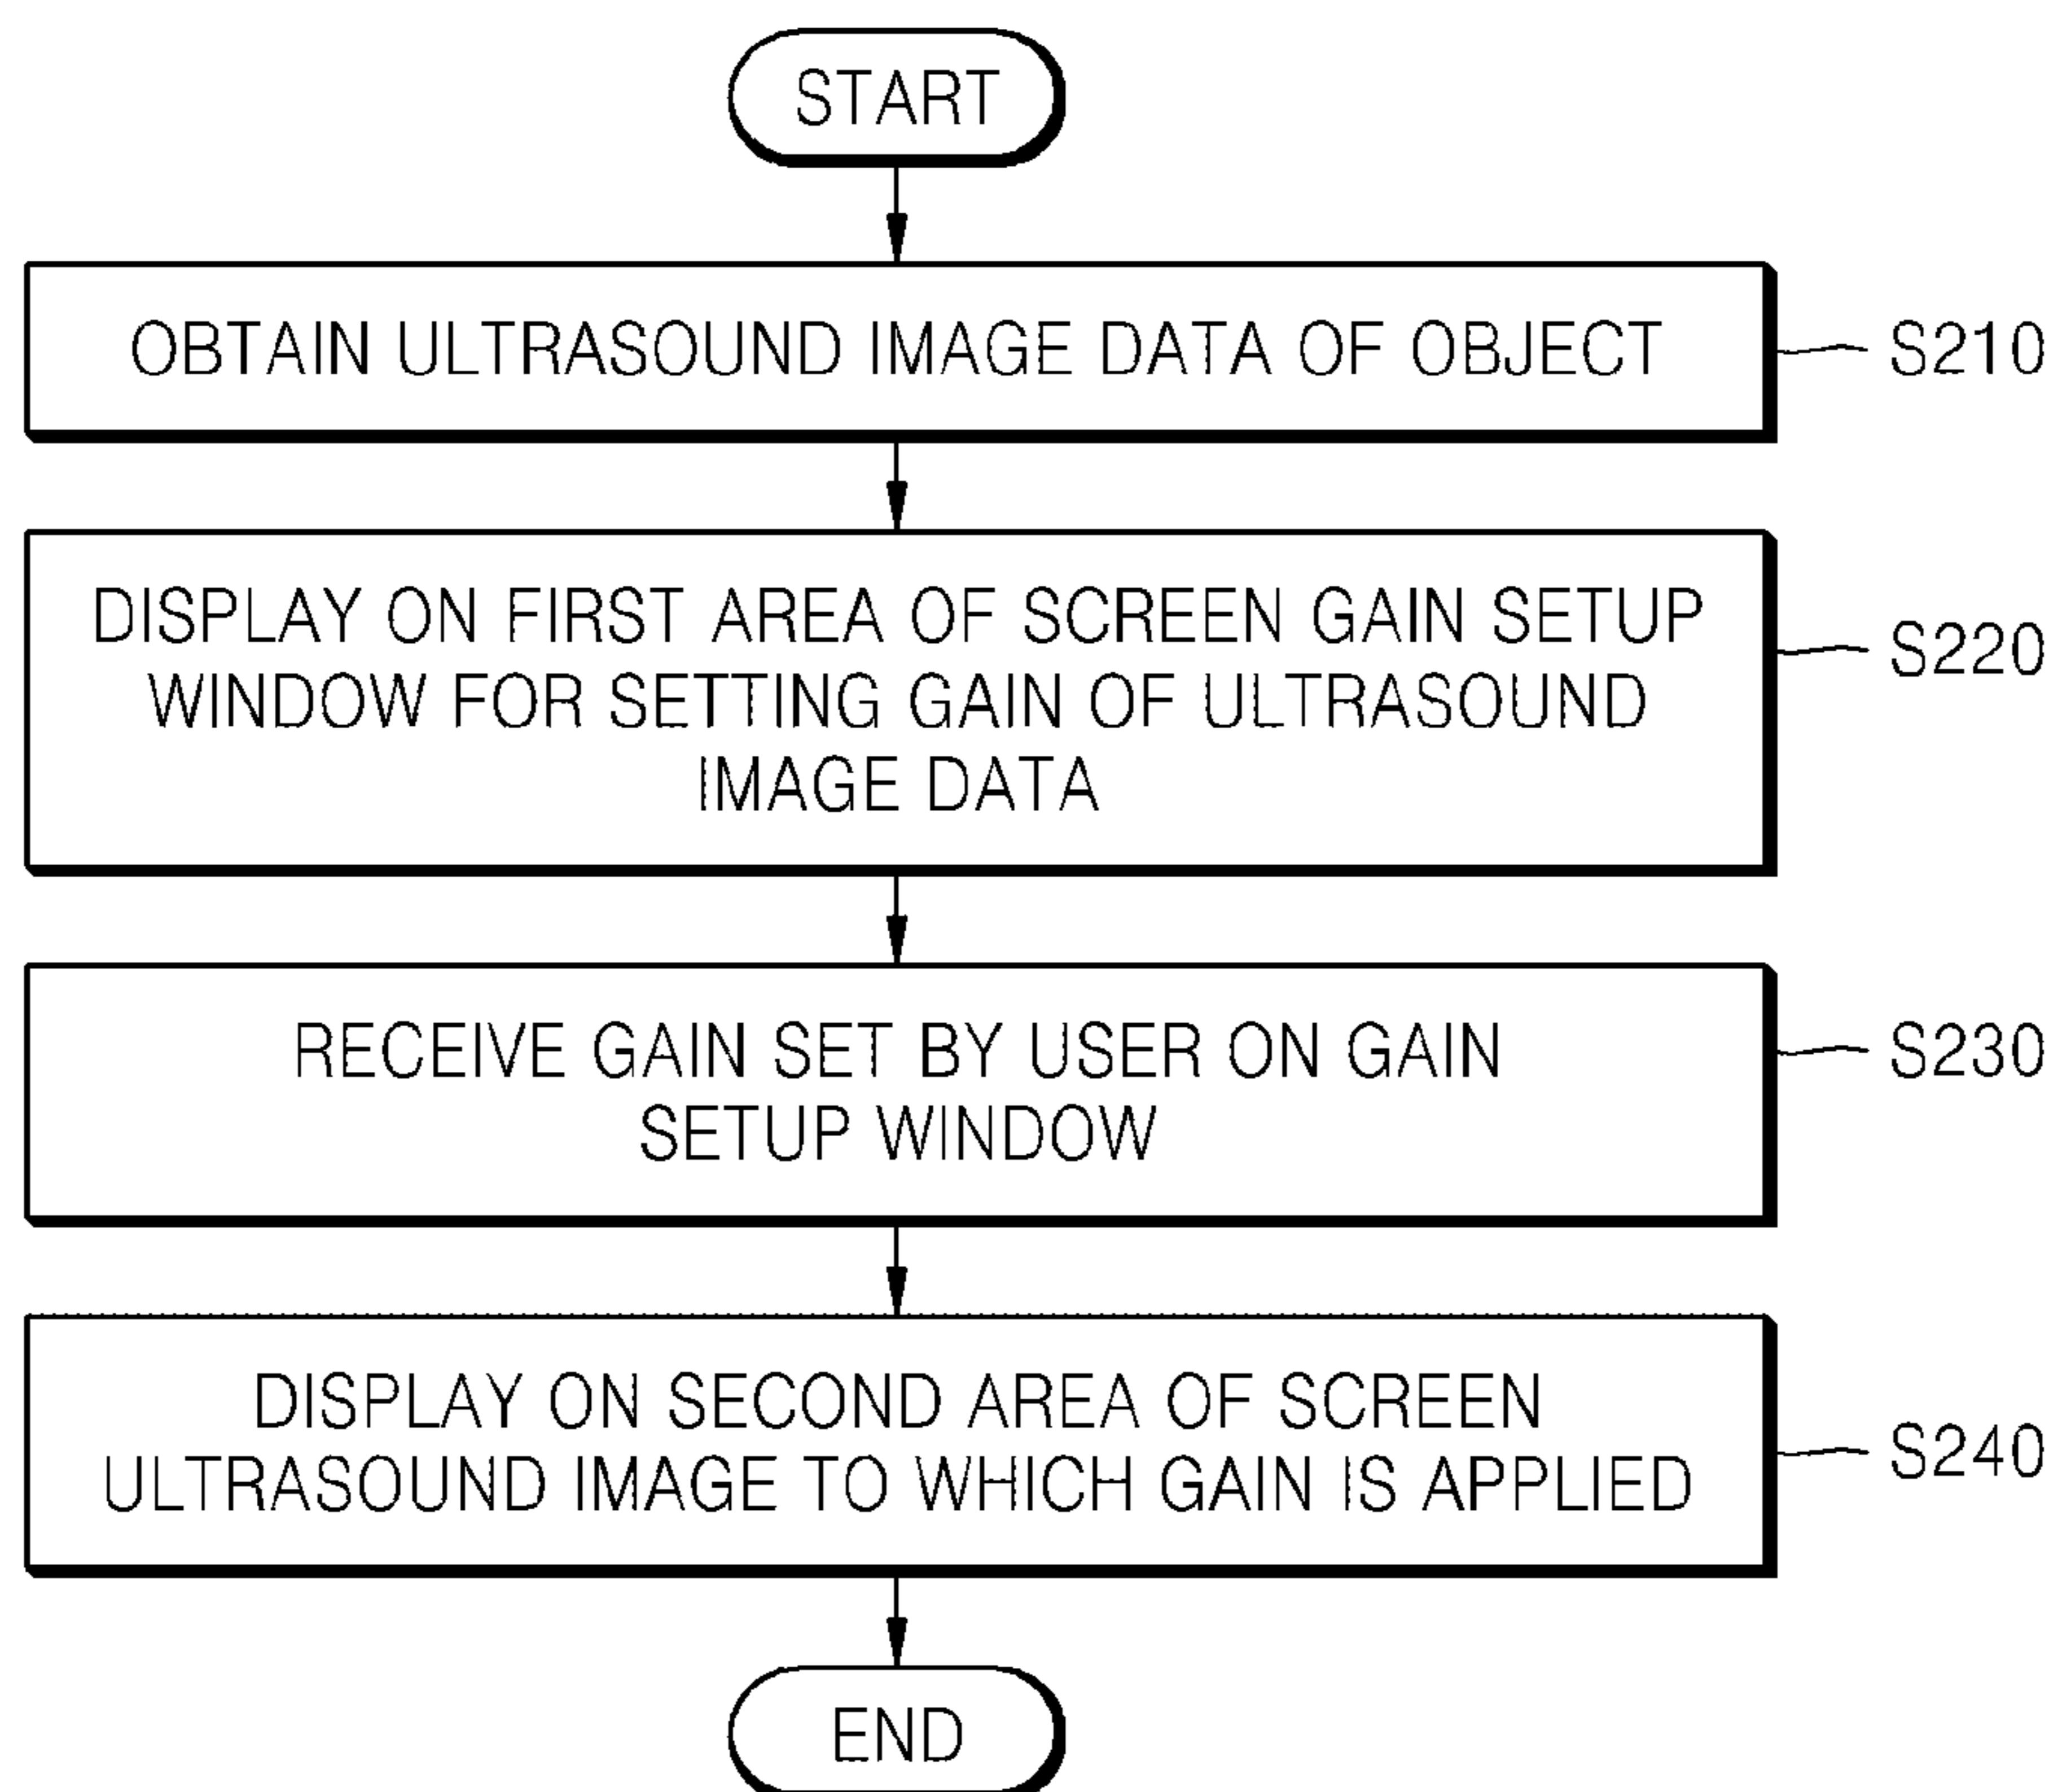 START
OBTAIN ULTRASOUND IMAGE DATA OF OBJECT
S210
DISPLAY ON FIRST AREA OF SCREEN GAIN SETUP
WINDOW FOR SETTING GAIN OF ULTRASOUND
IMAGE DATA
S220
RECEIVE GAIN SET BY USER ON GAIN
SETUP WINDOW
S230
DISPLAY ON SECOND AREA OF SCREEN
ULTRASOUND IMAGE TO WHICH GAIN IS APPLIED
S240
END